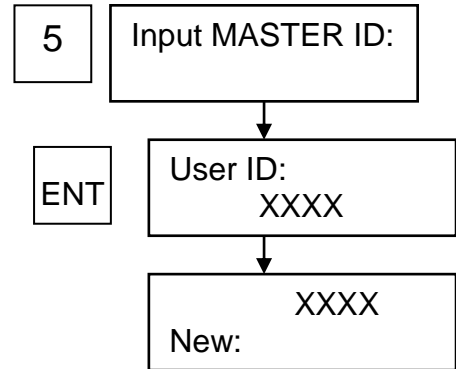 5
Input MASTER ID:
ENT
User ID:
XXXX
XXXX
New: